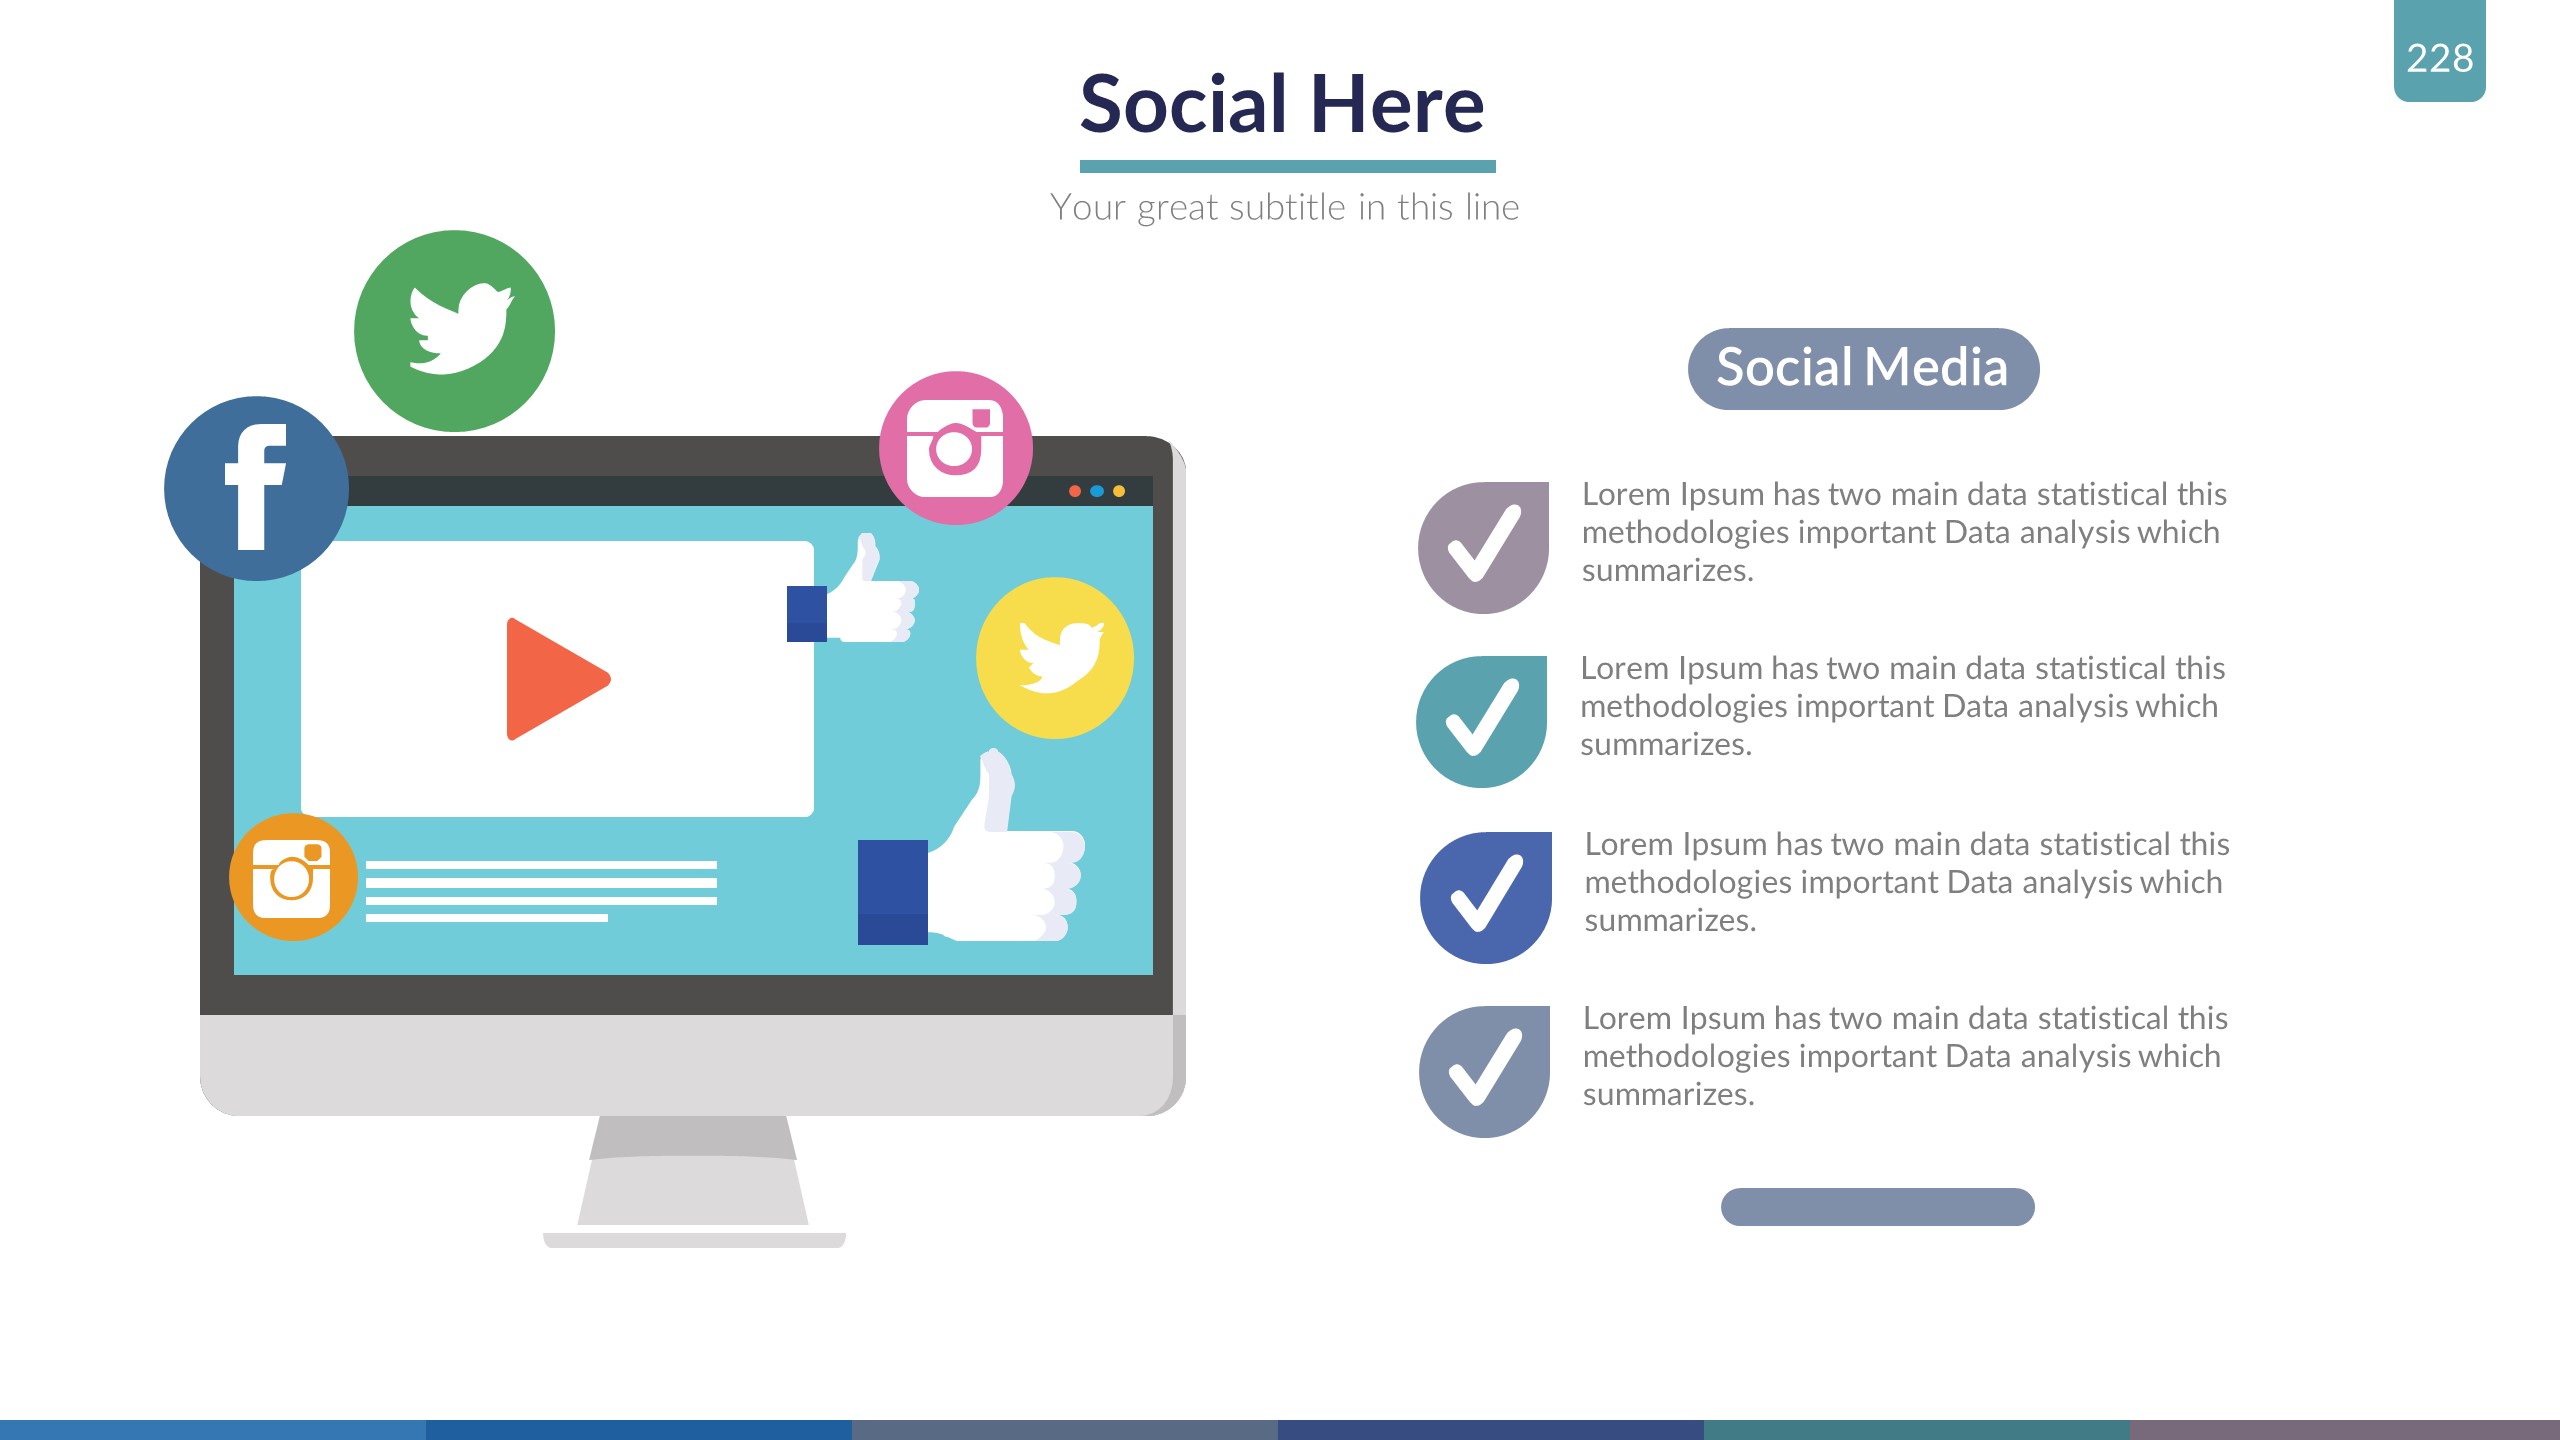 228
Social Here
Your great subtitle in this line
Social Media
Lorem Ipsum has two main data statistical this
methodologies important Data analysis which
summarizes.
Lorem Ipsum has two main data statistical this
methodologies important Data analysis which
summarizes.
Lorem Ipsum has two main data statistical this
methodologies important Data analysis which
summarizes.
Lorem Ipsum has two main data statistical this
methodologies important Data analysis which
summarizes.